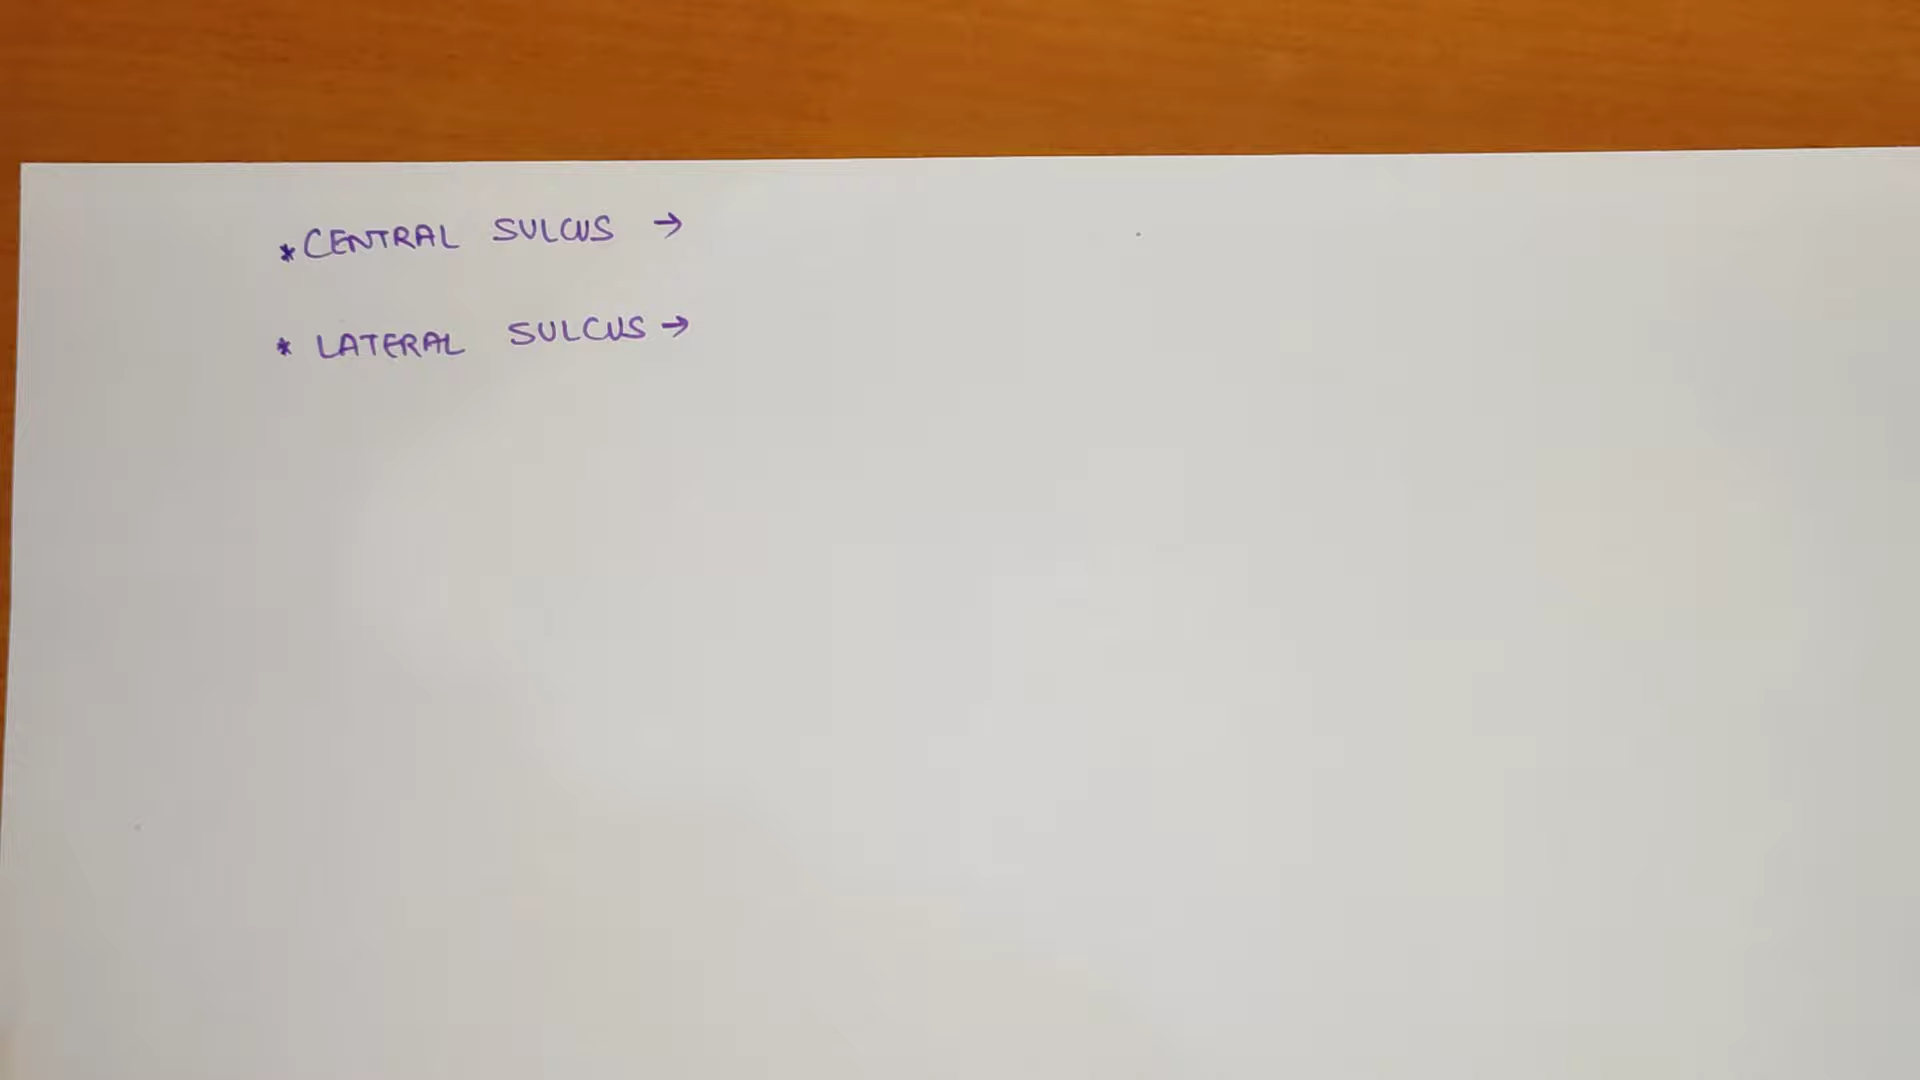 * CENTRAL SULCUS →
* LATERAL SULCUS →